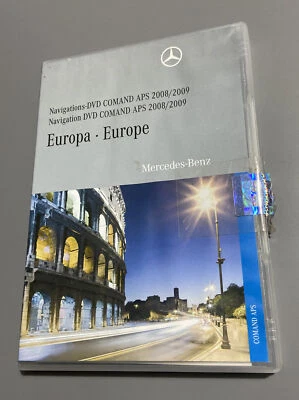 Navigations-DVD COMAND APS 2008/2009
Navigation DVD COMAND APS 2008/2009
Europa · Europe
Mercedes-Benz
COMAND APS